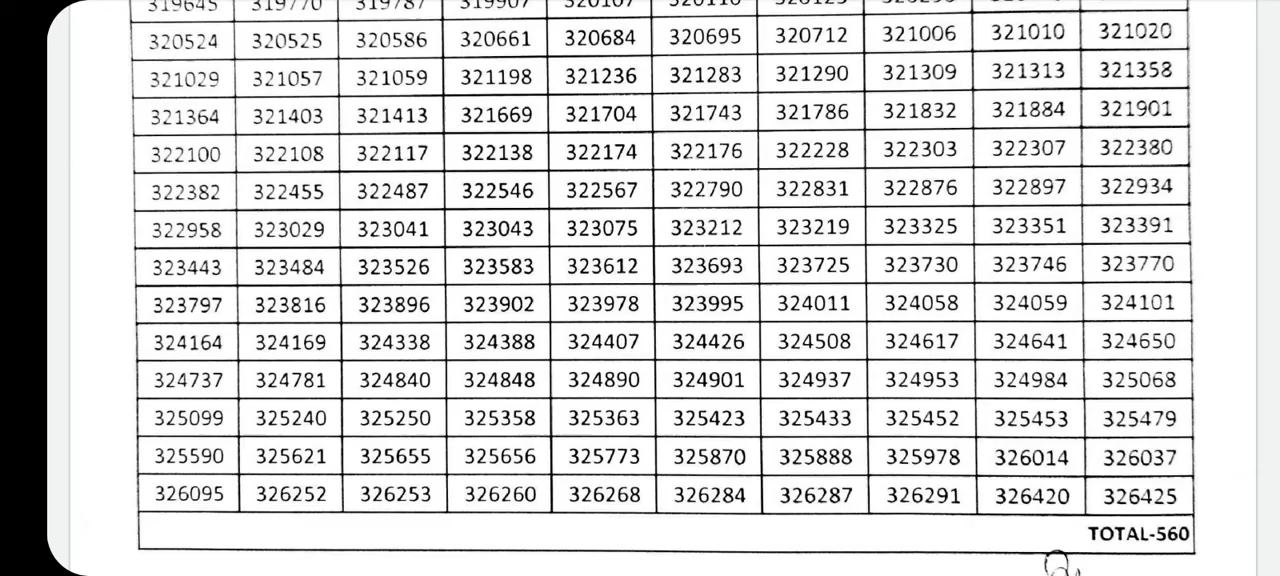 319645 319770 319787 319907 320107
320524 320525 320586 320661 320684 320695 320712 321006 321010 321020
321029 321057 321059 321198 321236 321283 321290 321309 321313 321358
321364 321403 321413 321669 321704 321743 321786 321832 321884 321901
322100 322108 322117 322138 322174 322176 322228 322303 322307 322380
322382 322455 322487 322546 322567 322790 322831 322876 322897 322934
322958 323029 323041 323043 323075 323212 323219 323325 323351 323391
323443 323484 323526 323583 323612 323693 323725 323730 323746 323770
323797 323816 323896 323902 323978 323995 324011 324058 324059 324101
324164 324169 324338 324388 324407 324426 324508 324617 324641 324650
324737 324781 324840 324848 324890 324901 324937 324953 324984 325068
325099 325240 325250 325358 325363 325423 325433 325452 325453 325479
325590 325621 325655 325656 325773 325870 325888 325978 326014 326037
326095 326252 326253 326260 326268 326284 326287 326291 326420 326425
TOTAL-560